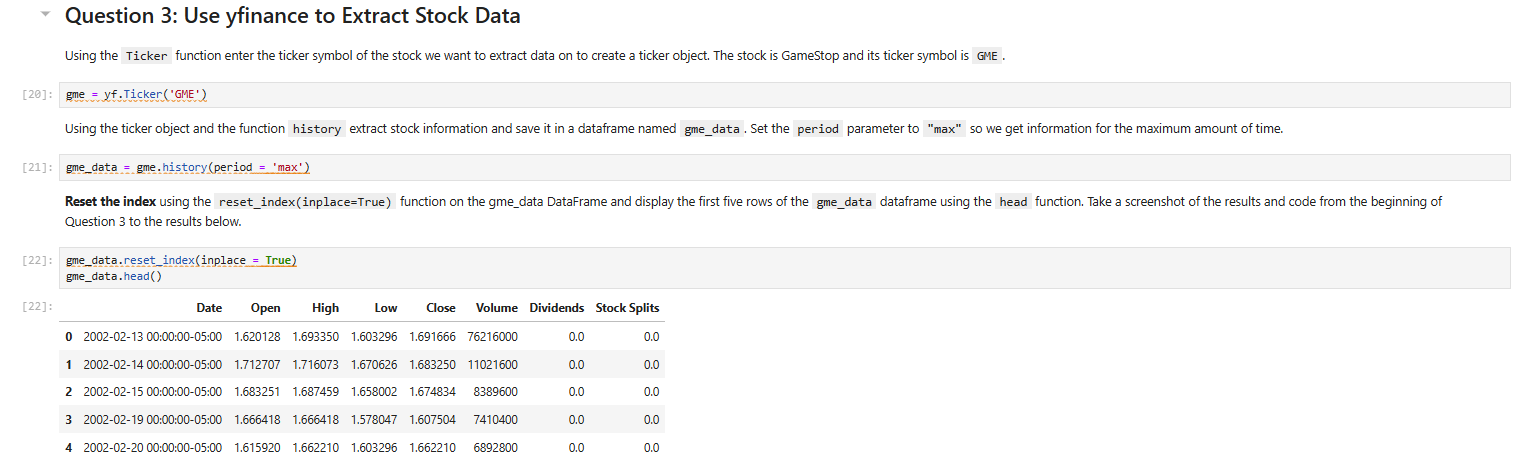 Question 3: Use yfinance to Extract Stock Data
Using the Ticker function enter the ticker symbol of the stock we want to extract data on to create a ticker object. The stock is GameStop and its ticker symbol is GME .
[20]: gme = yf.Ticker('GME')
Using the ticker object and the function history extract stock information and save it in a dataframe named gme_data . Set the period parameter to "max" so we get information for the maximum amount of time.
[21]: gme_data = gme.history(period = 'max')
Reset the index using the reset_index(inplace=True) function on the gme_data DataFrame and display the first five rows of the gme_data dataframe using the head function. Take a screenshot of the results and code from the beginning of
Question 3 to the results below.
[22]: gme_data.reset_index(inplace = True)
gme_data.head()
[22]: Date Open High Low Close Volume Dividends Stock Splits
0 2002-02-13 00:00:00-05:00 1.620128 1.693350 1.603296 1.691666 76216000 0.0 0.0
1 2002-02-14 00:00:00-05:00 1.712707 1.716073 1.670626 1.683250 11021600 0.0 0.0
2 2002-02-15 00:00:00-05:00 1.683251 1.687459 1.658002 1.674834 8389600 0.0 0.0
3 2002-02-19 00:00:00-05:00 1.666418 1.666418 1.578047 1.607504 7410400 0.0 0.0
4 2002-02-20 00:00:00-05:00 1.615920 1.662210 1.603296 1.662210 6892800 0.0 0.0